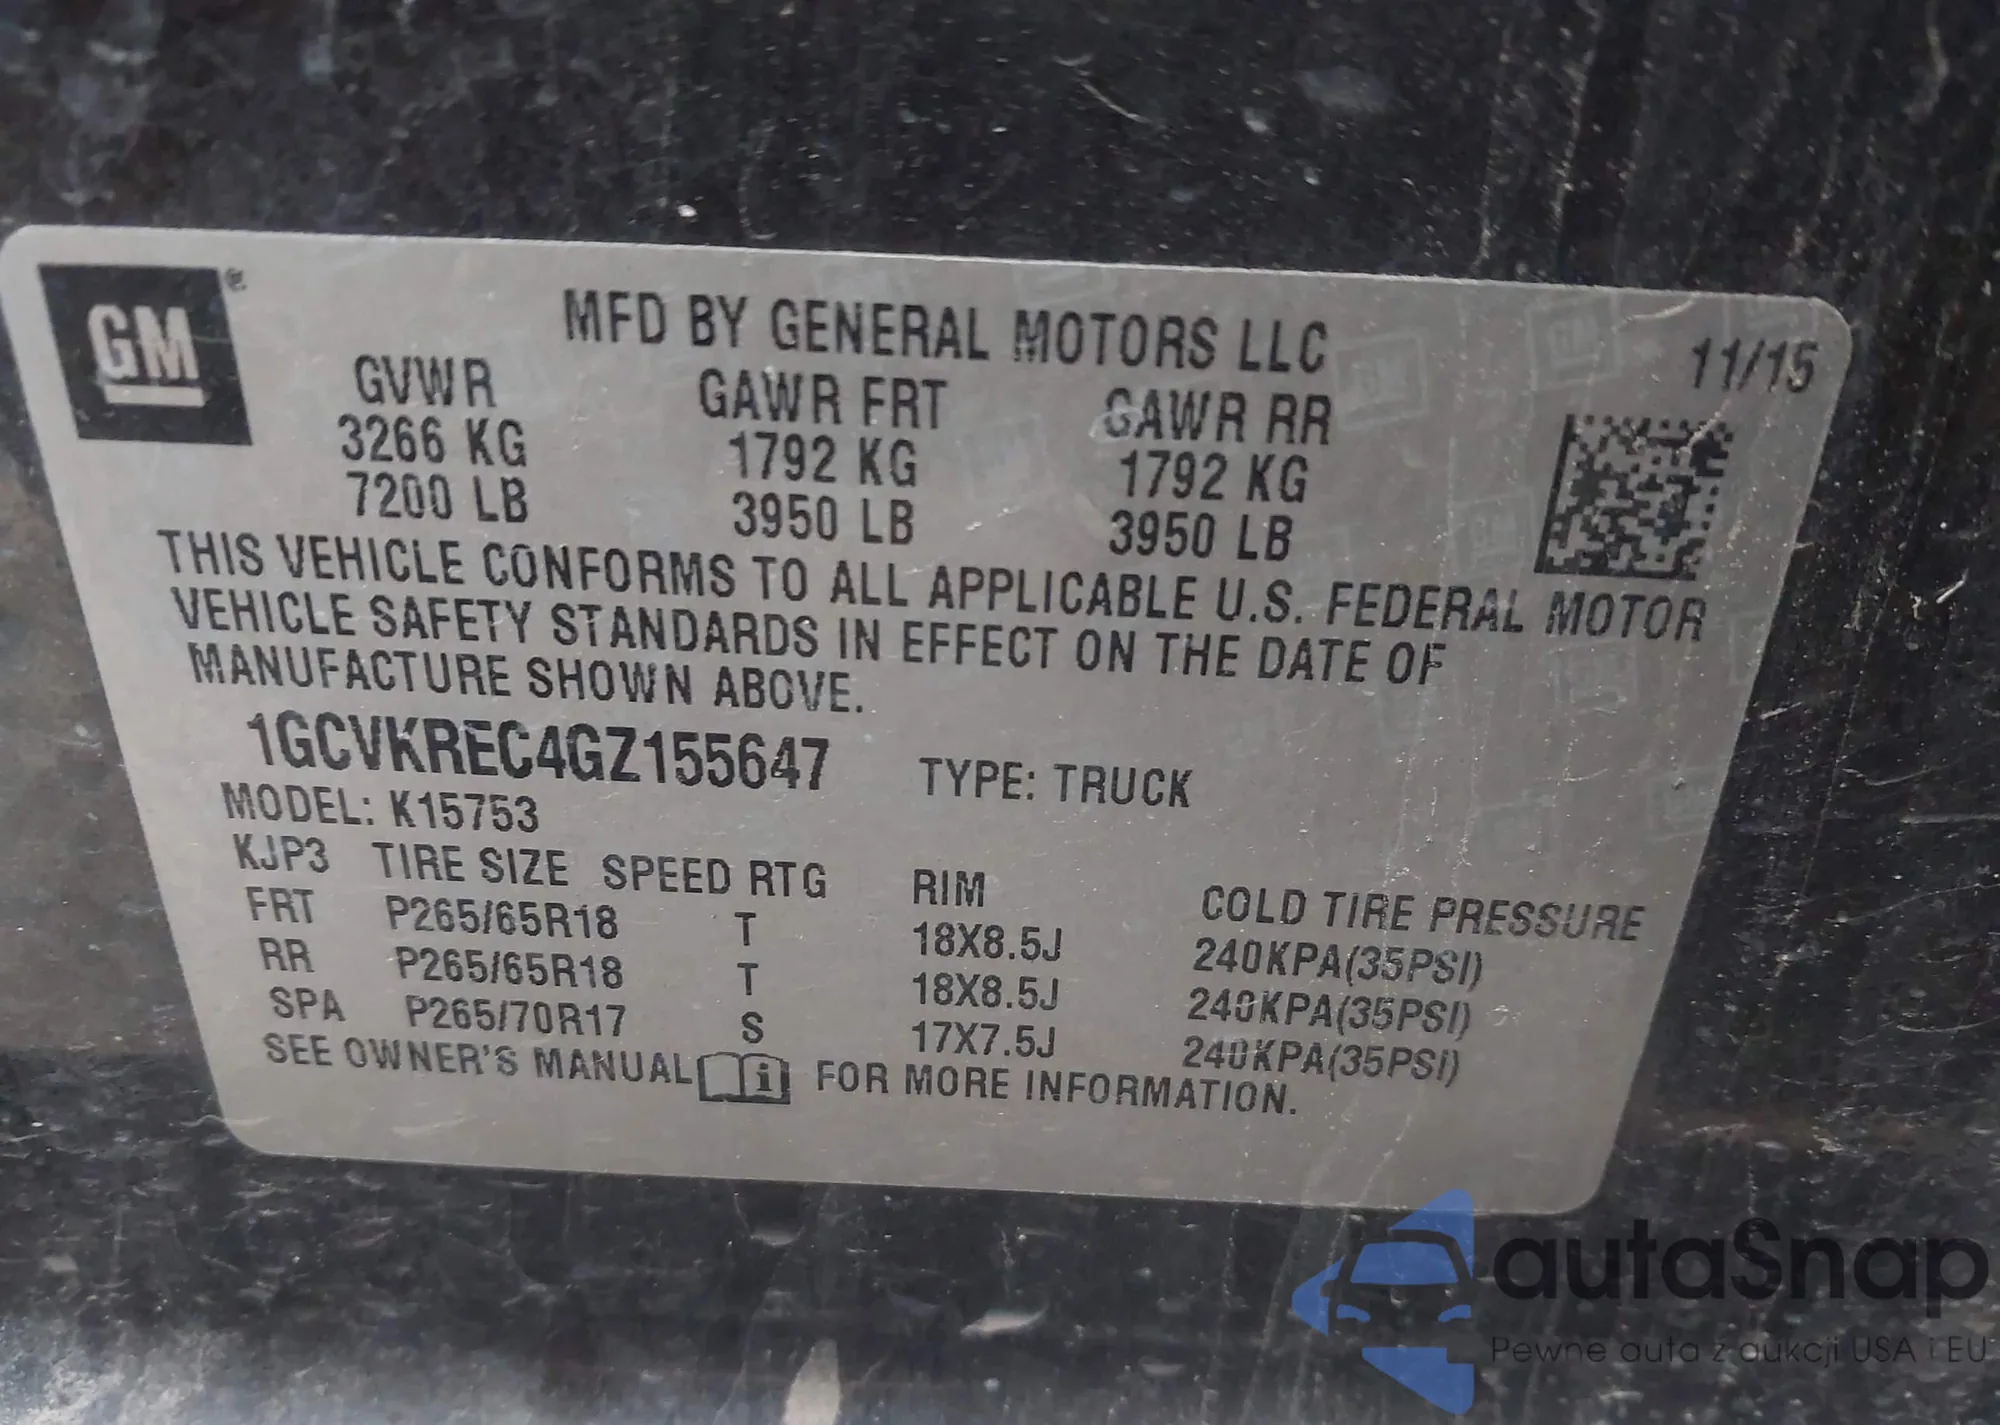 GM®
MFD BY GENERAL MOTORS LLC
11/15
GVWR GAWR FRT GAWR RR
3266 KG 1792 KG 1792 KG
7200 LB 3950 LB 3950 LB
THIS VEHICLE CONFORMS TO ALL APPLICABLE U.S. FEDERAL MOTOR
VEHICLE SAFETY STANDARDS IN EFFECT ON THE DATE OF
MANUFACTURE SHOWN ABOVE.
1GCVKREC4GZ155647 TYPE: TRUCK
MODEL: K15753
KJP3 TIRE SIZE SPEED RTG RIM COLD TIRE PRESSURE
FRT P265/65R18 T 18X8.5J 240KPA(35PSI)
RR P265/65R18 T 18X8.5J 240KPA(35PSI)
SPA P265/70R17 S 17X7.5J 240KPA(35PSI)
SEE OWNER'S MANUAL i FOR MORE INFORMATION.
autaSnap
Pewne auta z aukcji USA i EU